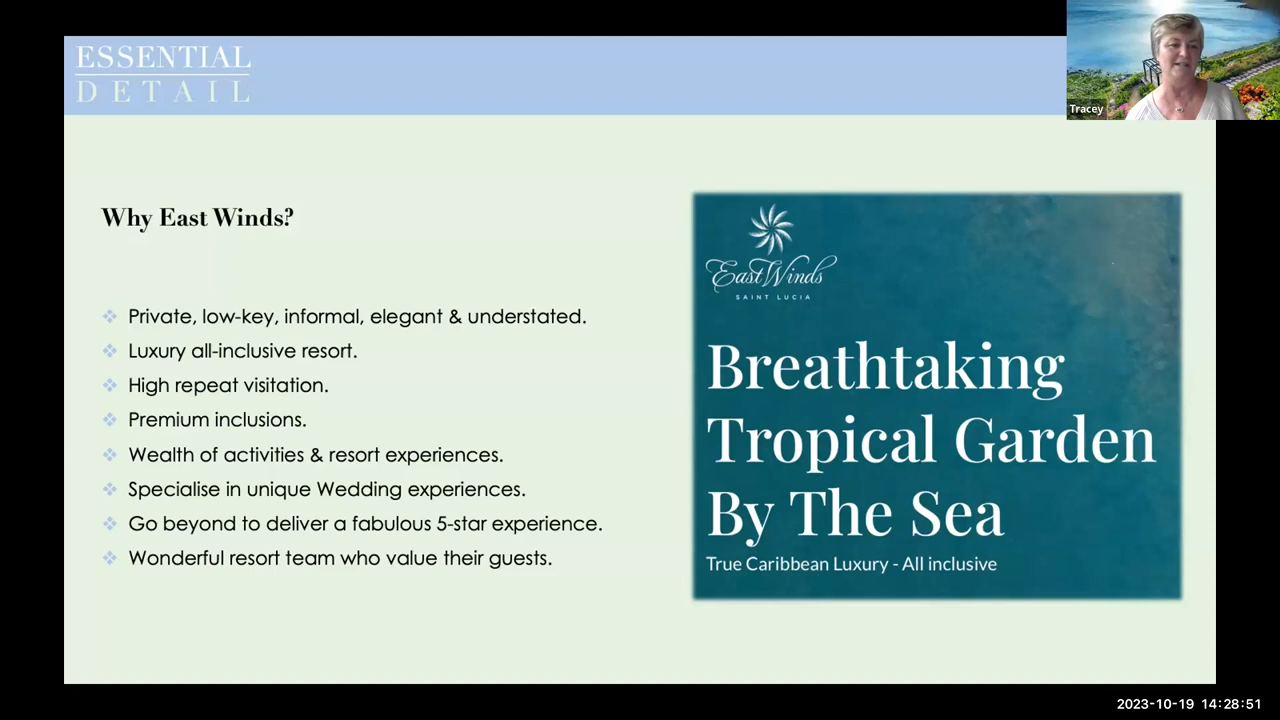 ESSENTIAL
DETAIL
Tracey
Why East Winds?
Private, low-key, informal, elegant & understated.
Luxury all-inclusive resort.
High repeat visitation.
Premium inclusions.
Wealth of activities & resort experiences.
Specialise in unique Wedding experiences.
Go beyond to deliver a fabulous 5-star experience.
Wonderful resort team who value their guests.
East Winds
SAINT LUCIA
Breathtaking
Tropical Garden
By The Sea
True Caribbean Luxury - All inclusive
2023-10-19 14:28:51